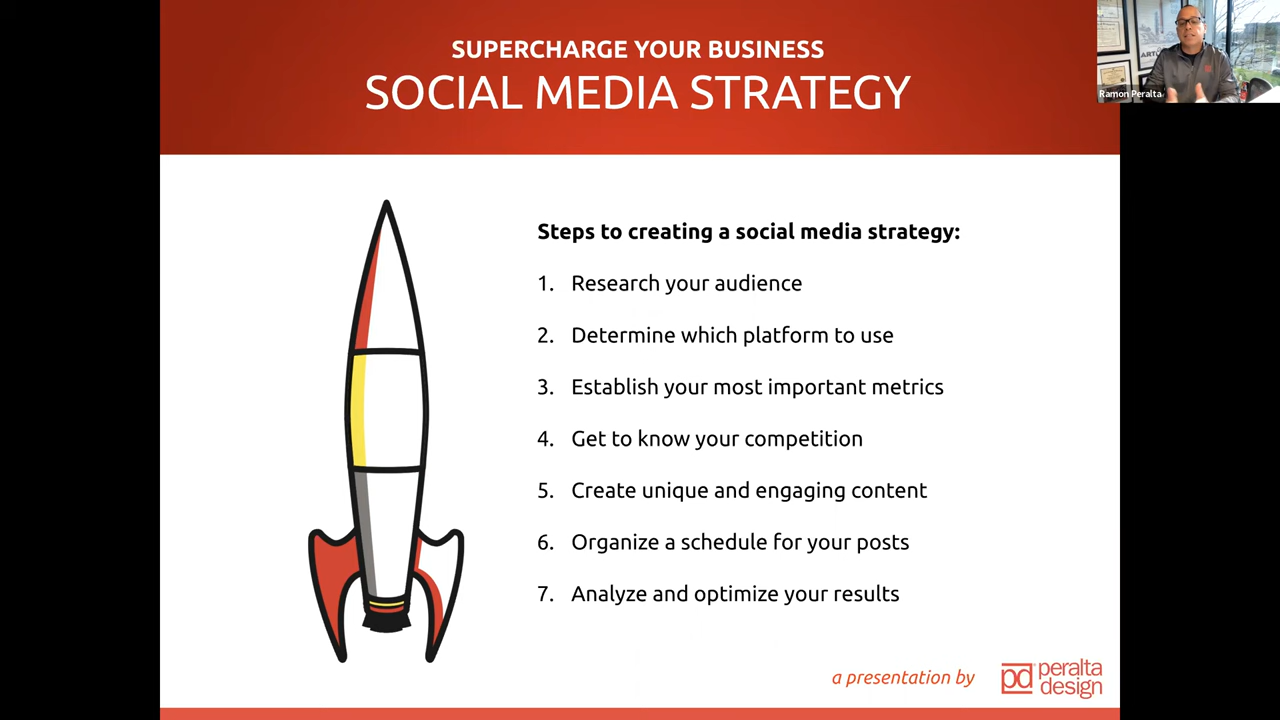 SUPERCHARGE YOUR BUSINESS
SOCIAL MEDIA STRATEGY
Ramon Peralta
Steps to creating a social media strategy:
1. Research your audience
2. Determine which platform to use
3. Establish your most important metrics
4. Get to know your competition
5. Create unique and engaging content
6. Organize a schedule for your posts
7. Analyze and optimize your results
a presentation by
pd peralta
design